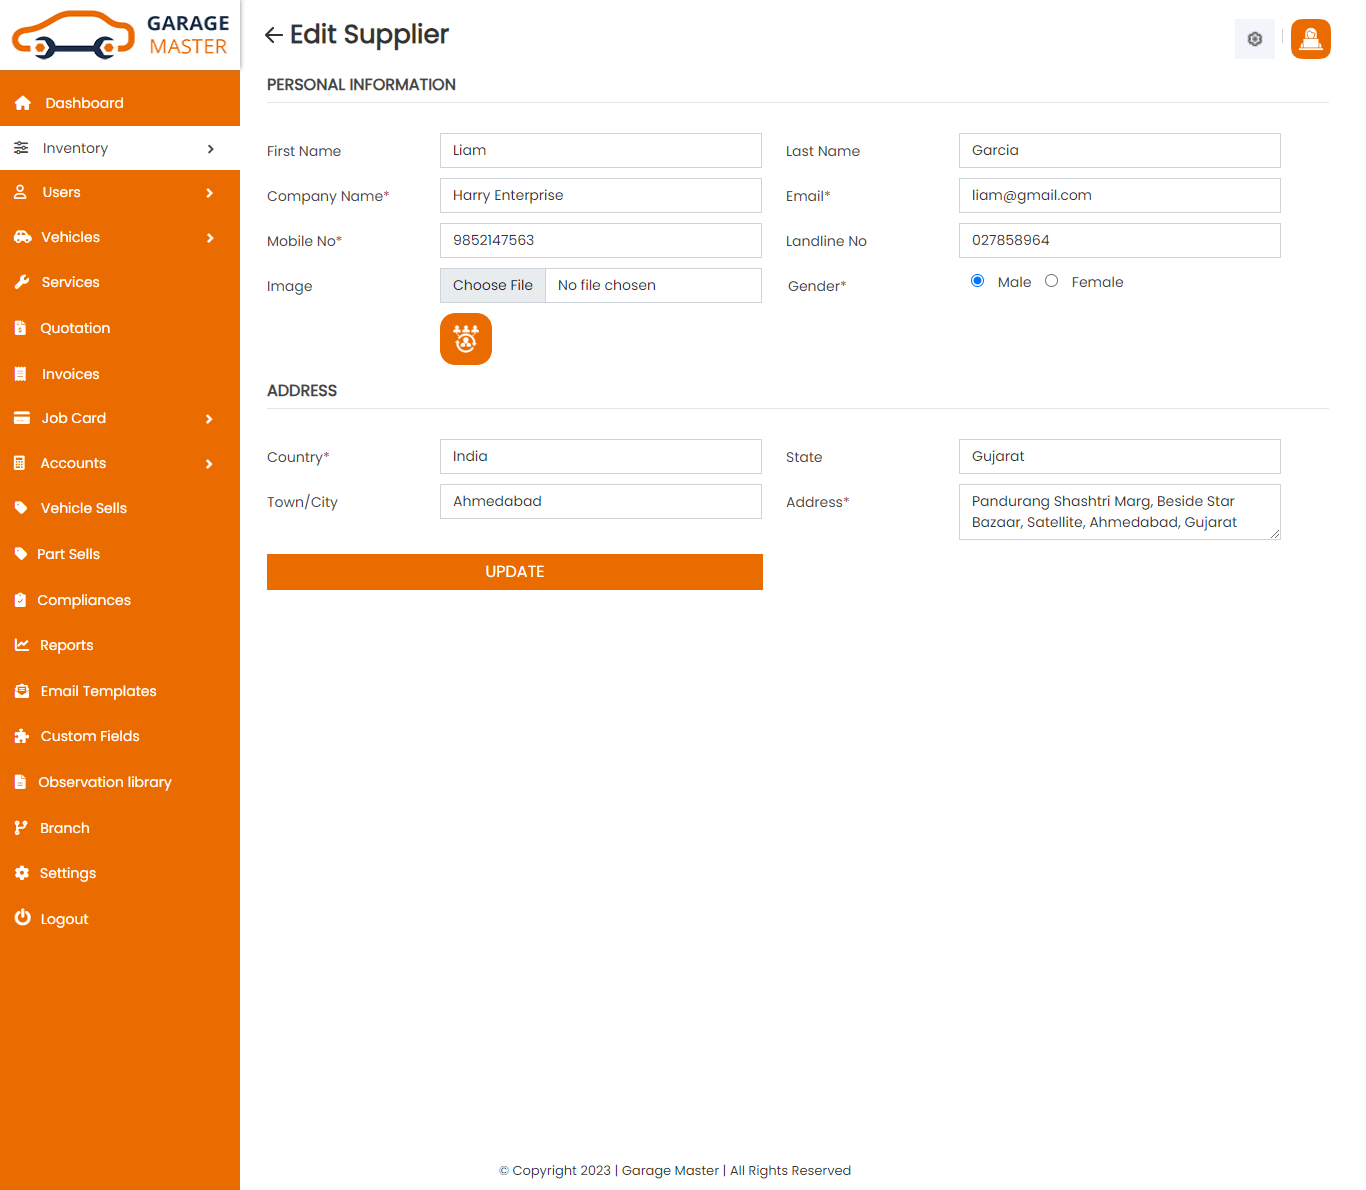 GARAGE
MASTER
Dashboard
Inventory
Users
Vehicles
Services
Quotation
Invoices
Job Card
Accounts
Vehicle Sells
Part Sells
Compliances
Reports
Email Templates
Custom Fields
Observation library
Branch
Settings
Logout
Edit Supplier
PERSONAL INFORMATION
First Name Liam Last Name Garcia
Company Name* Harry Enterprise Email* liam@gmail.com
Mobile No* 9852147563 Landline No 027858964
Image Choose File No file chosen Gender* Male Female
ADDRESS
Country* India State Gujarat
Town/City Ahmedabad Address* Pandurang Shashtri Marg, Beside Star
Bazaar, Satellite, Ahmedabad, Gujarat
UPDATE
© Copyright 2023 | Garage Master | All Rights Reserved